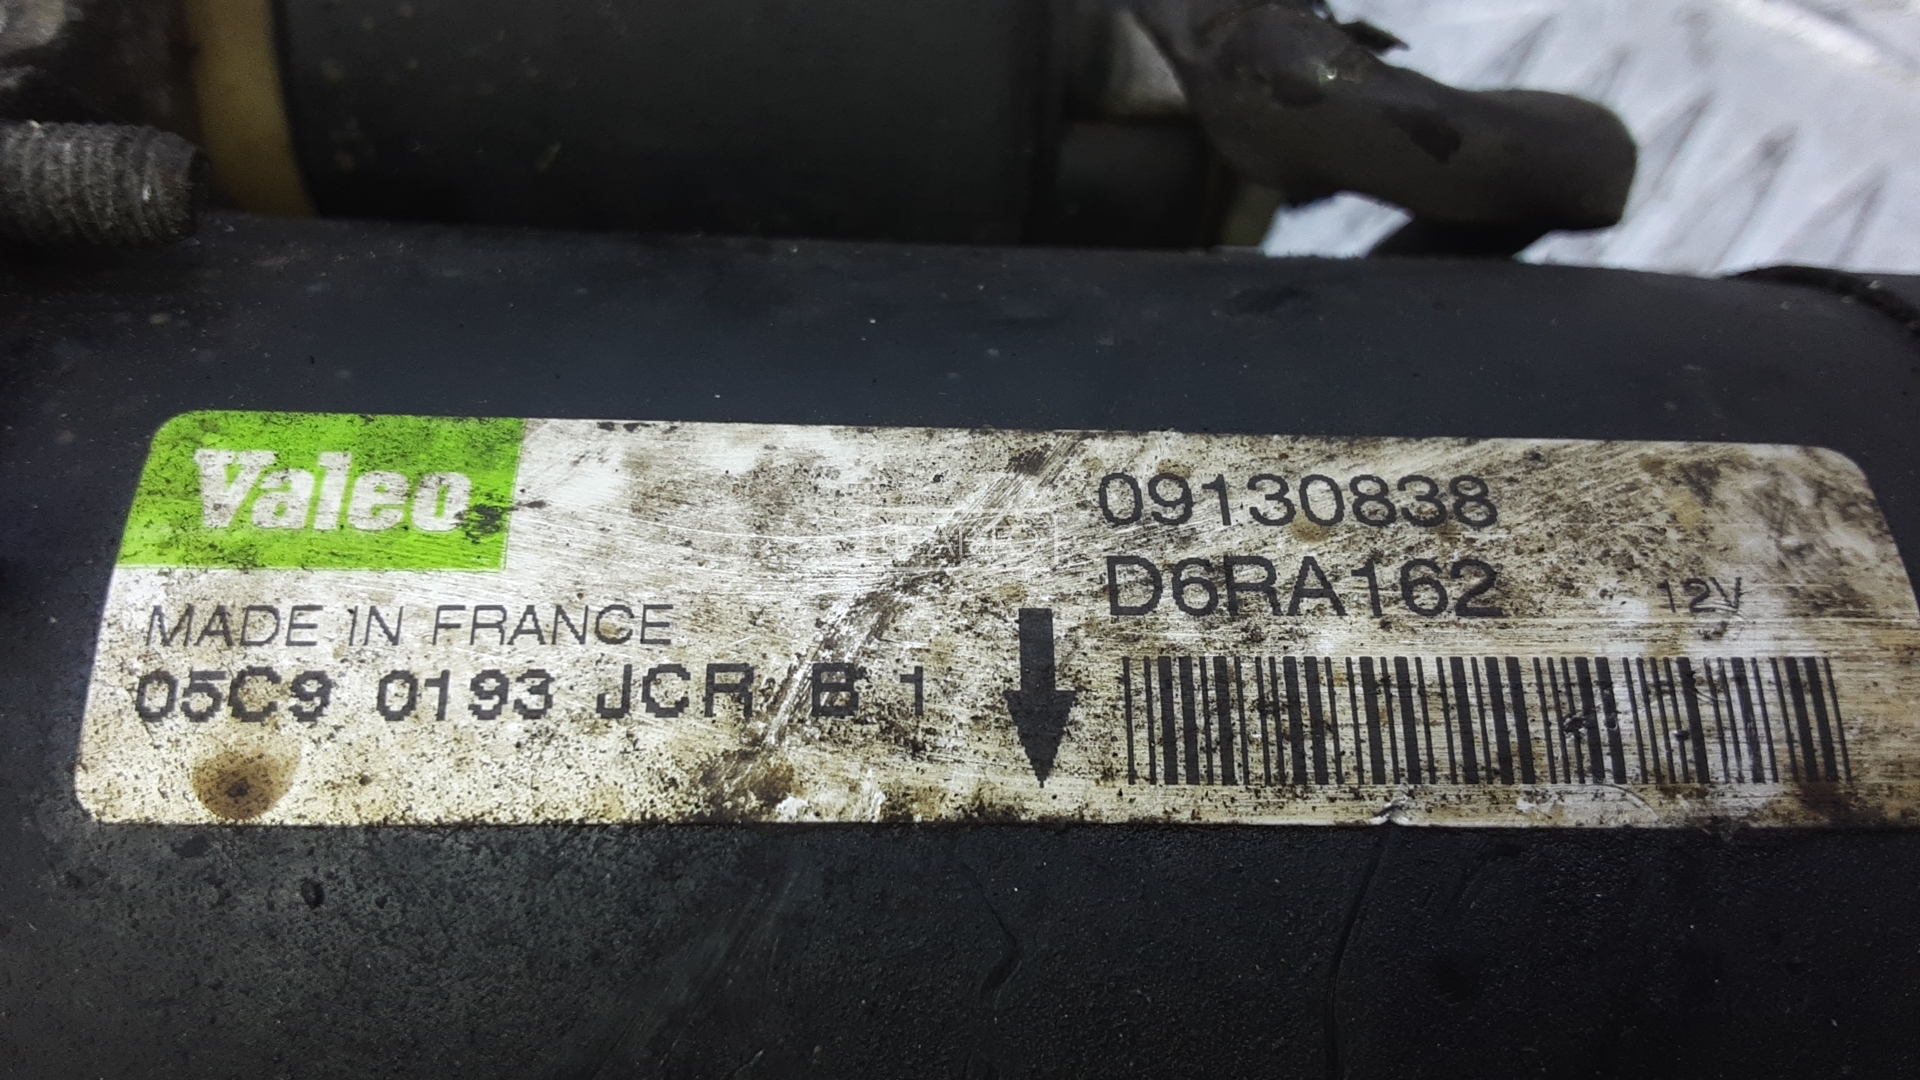 Valeo
09130838
D6RA162
12V
MADE IN FRANCE
05C9 0193 JCR B 1